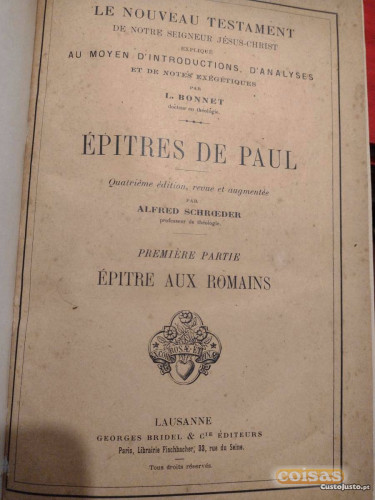 LE NOUVEAU TESTAMENT
DE NOTRE SEIGNEUR JÉSUS-CHRIST
EXPLIQUÉ
AU MOYEN D'INTRODUCTIONS, D'ANALYSES
ET DE NOTES EXÉGÉTIQUES
PAR
L. BONNET
docteur en théologie.
ÉPITRES DE PAUL
Quatrième édition, revue et augmentée
PAR
ALFRED SCHRŒDER
professeur de théologie.
PREMIÈRE PARTIE
ÉPITRE AUX ROMAINS
LAUSANNE
GEORGES BRIDEL & Cie ÉDITEURS
Paris, Librairie Fischbacher, 33, rue de Seine.
Tous droits réservés
coisas
CustoJusto.pt